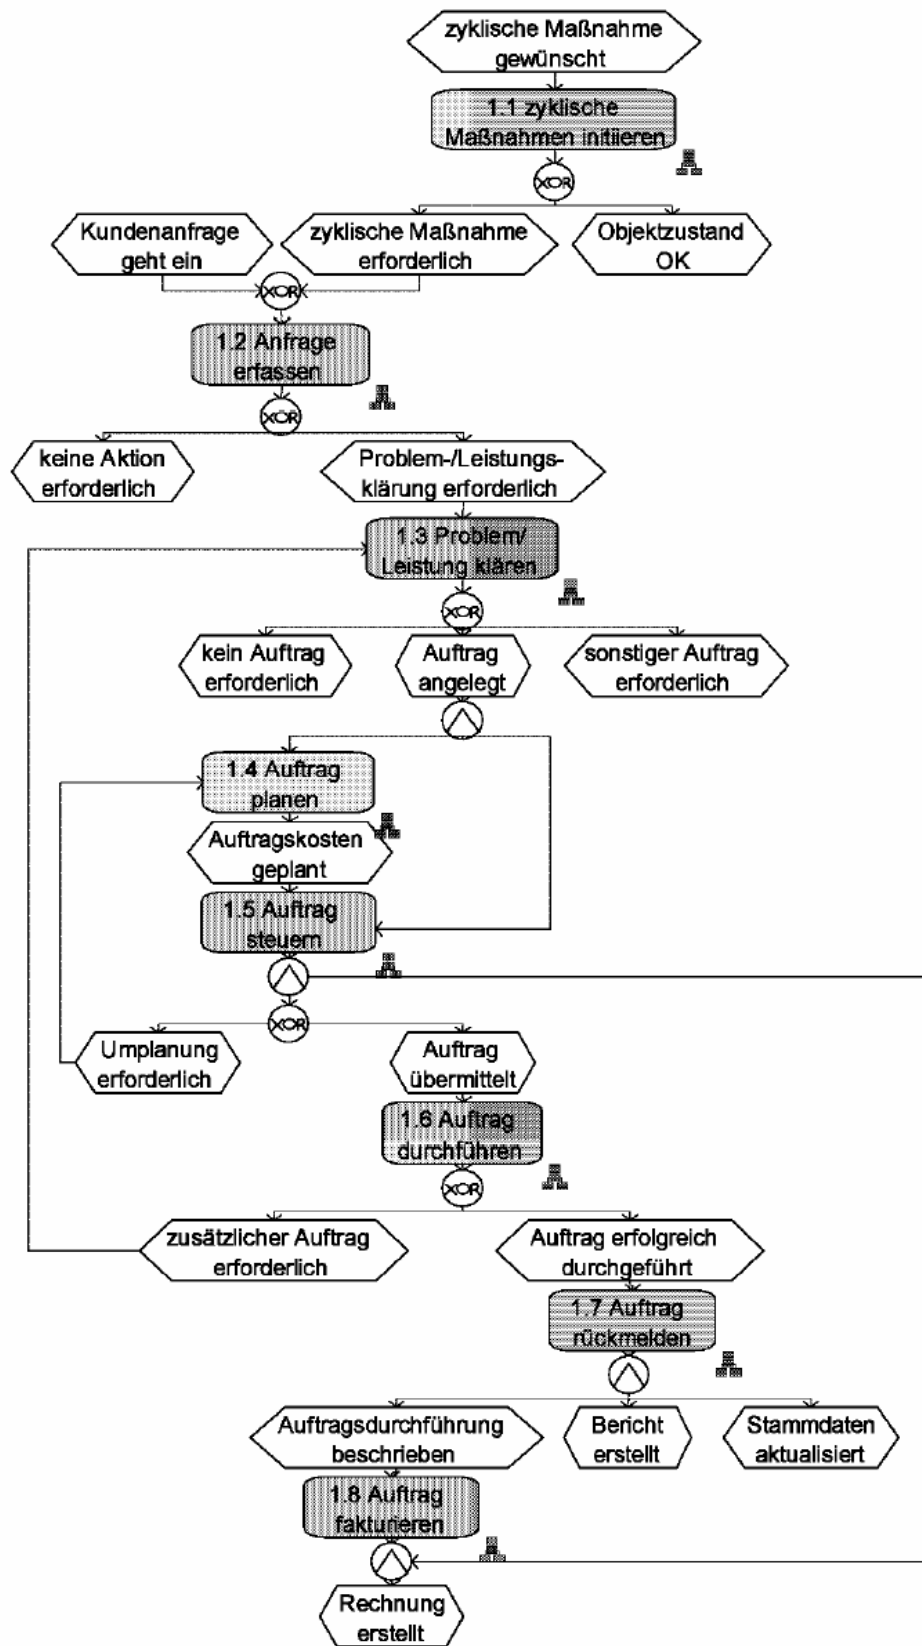 zyklische Maßnahme
gewünscht
1.1 zyklische
Maßnahmen initiieren
XOR
Kundenanfrage
geht ein
zyklische Maßnahme
erforderlich
Objektzustand
OK
XOR
1.2 Anfrage
erfassen
XOR
keine Aktion
erforderlich
Problem-/Leistungs-
klärung erforderlich
1.3 Problem/
Leistung klären
XOR
kein Auftrag
erforderlich
Auftrag
angelegt
sonstiger Auftrag
erforderlich
1.4 Auftrag
planen
Auftragskosten
geplant
1.5 Auftrag
steuern
XOR
Umplanung
erforderlich
Auftrag
übermittelt
1.6 Auftrag
durchführen
XOR
zusätzlicher Auftrag
erforderlich
Auftrag erfolgreich
durchgeführt
1.7 Auftrag
rückmelden
Auftragsdurchführung
beschrieben
Bericht
erstellt
Stammdaten
aktualisiert
1.8 Auftrag
fakturieren
Rechnung
erstellt